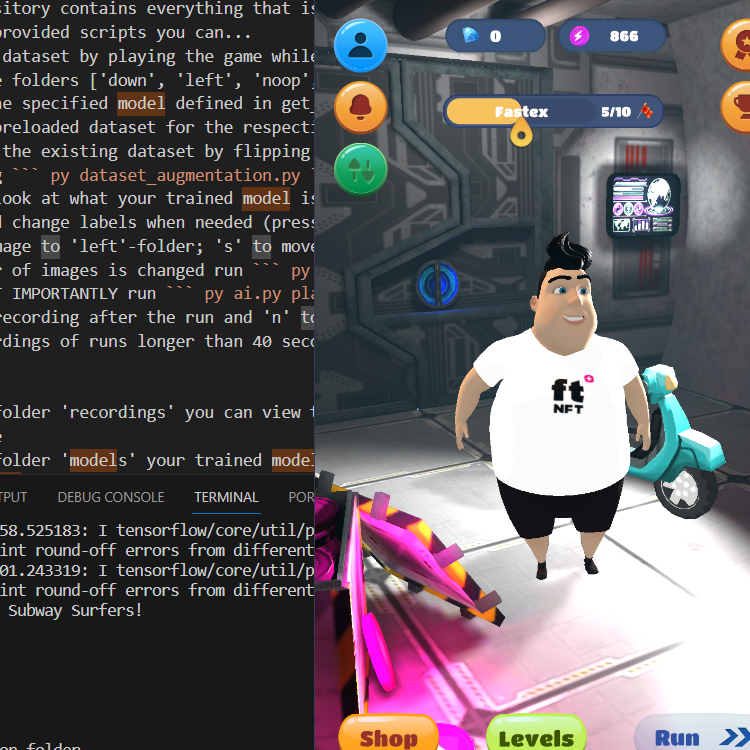 sitory contains everything that is
provided scripts you can...
dataset by playing the game while
e folders ['down', 'left', 'noop',
he specified model defined in get_
preloaded dataset for the respecti
the existing dataset by flipping
g ``` py dataset_augmentation.py
look at what your trained model is
d change labels when needed (press
mage to 'left'-folder; 's' to move
r of images is changed run ``` py
T IMPORTANTLY run ``` py ai.py pla
recording after the run and 'n' to
rdings of runs longer than 40 seco
folder 'recordings' you can view t
e
folder 'models' your trained model
TPUT DEBUG CONSOLE TERMINAL POR
58.525183: I tensorflow/core/util/p
int round-off errors from different
01.243319: I tensorflow/core/util/p
int round-off errors from different
Subway Surfers!
0 866
Fastex 5/10
ft
NFT
Shop Levels Run